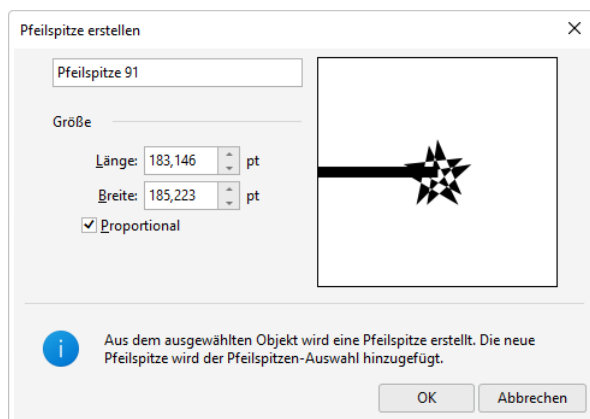 Pfeilspitze erstellen
Pfeilspitze 91
Größe
Länge: 183,146 pt
Breite: 185,223 pt
Proportional
Aus dem ausgewählten Objekt wird eine Pfeilspitze erstellt. Die neue
Pfeilspitze wird der Pfeilspitzen-Auswahl hinzugefügt.
OK Abbrechen